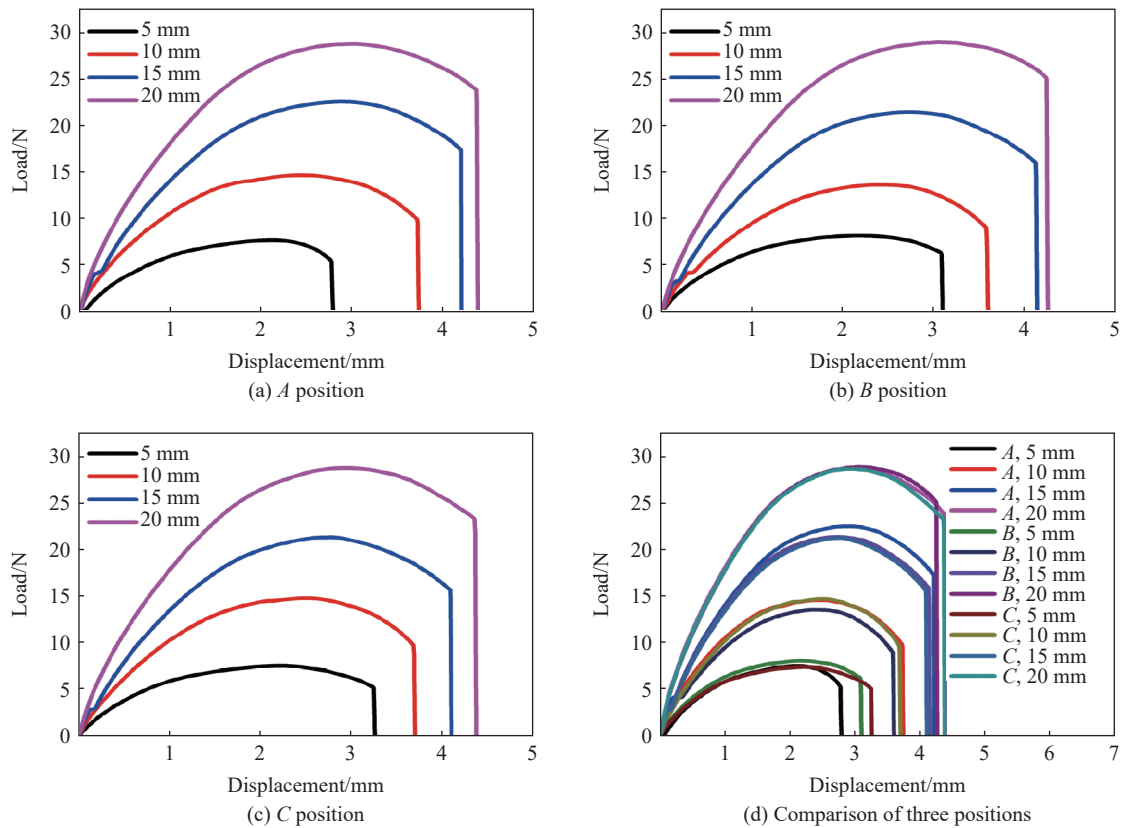 30
25
20
15
10
5
0
Load/N
5 mm
10 mm
15 mm
20 mm
1
2
3
4
5
Displacement/mm
(a) A position
30
25
20
15
10
5
0
Load/N
5 mm
10 mm
15 mm
20 mm
1
2
3
4
5
Displacement/mm
(b) B position
30
25
20
15
10
5
0
Load/N
5 mm
10 mm
15 mm
20 mm
1
2
3
4
5
Displacement/mm
(c) C position
30
25
20
15
10
5
0
Load/N
A, 5 mm
A, 10 mm
A, 15 mm
A, 20 mm
B, 5 mm
B, 10 mm
B, 15 mm
B, 20 mm
C, 5 mm
C, 10 mm
C, 15 mm
C, 20 mm
1
2
3
4
5
6
7
Displacement/mm
(d) Comparison of three positions